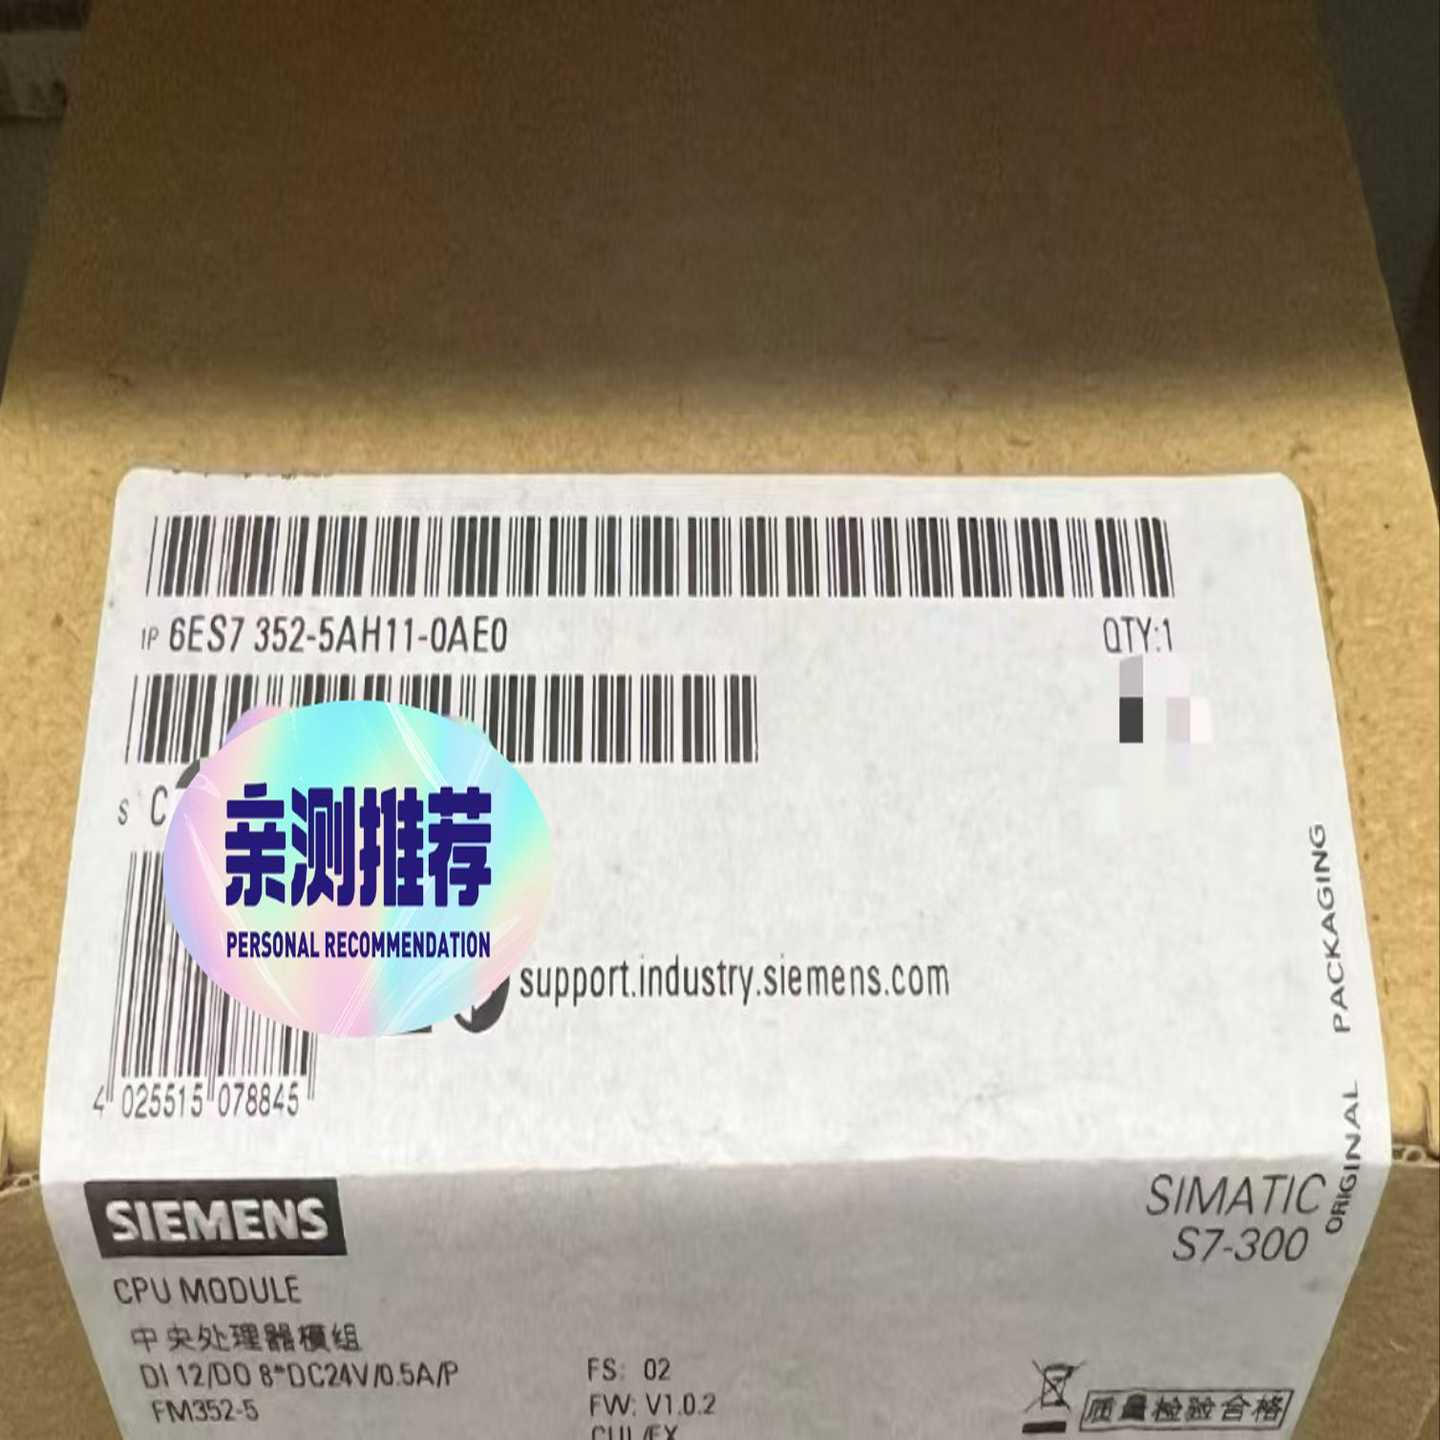 1P 6ES7 352-5AH11-0AE0
QTY:1
S C
亲测推荐
PERSONAL RECOMMENDATION
support.industry.siemens.com
4 025515 078845
ORIGINAL PACKAGING
SIEMENS
SIMATIC
S7-300
CPU MODULE
中央处理器模组
DI 12/DO 8*DC24V/0.5A/P
FM352-5
FS: 02
FW: V1.0.2
质量检验合格